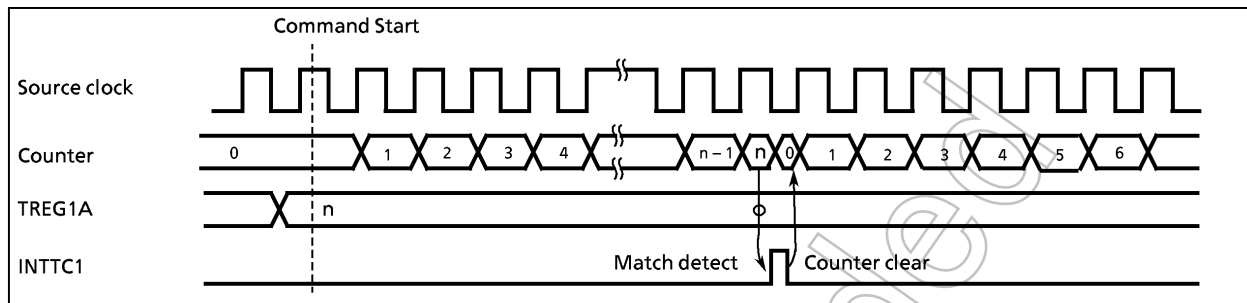 Command Start
Source clock
Counter 0 1 2 3 4 n – 1 n 0 1 2 3 4 5 6
TREG1A n
INTTC1 Match detect Counter clear